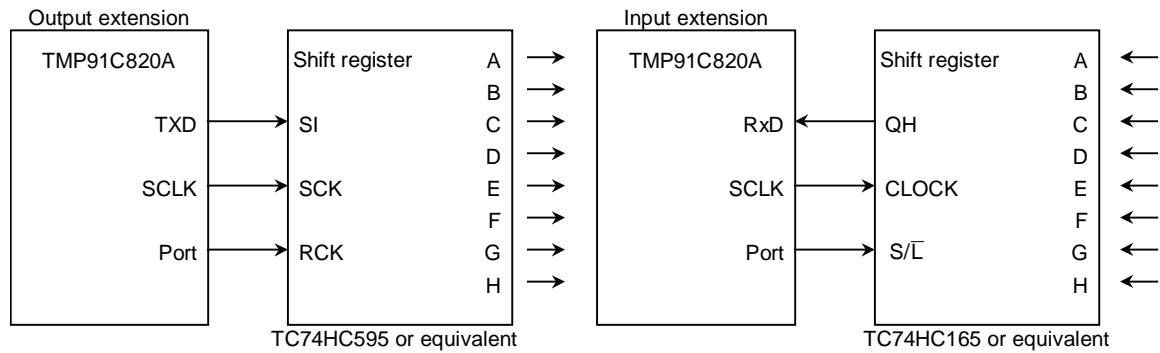 Output extension
TMP91C820A
TXD
SCLK
Port
Shift register
SI
SCK
RCK
A
B
C
D
E
F
G
H
TC74HC595 or equivalent
Input extension
TMP91C820A
RxD
SCLK
Port
Shift register
QH
CLOCK
S/L̅
A
B
C
D
E
F
G
H
TC74HC165 or equivalent